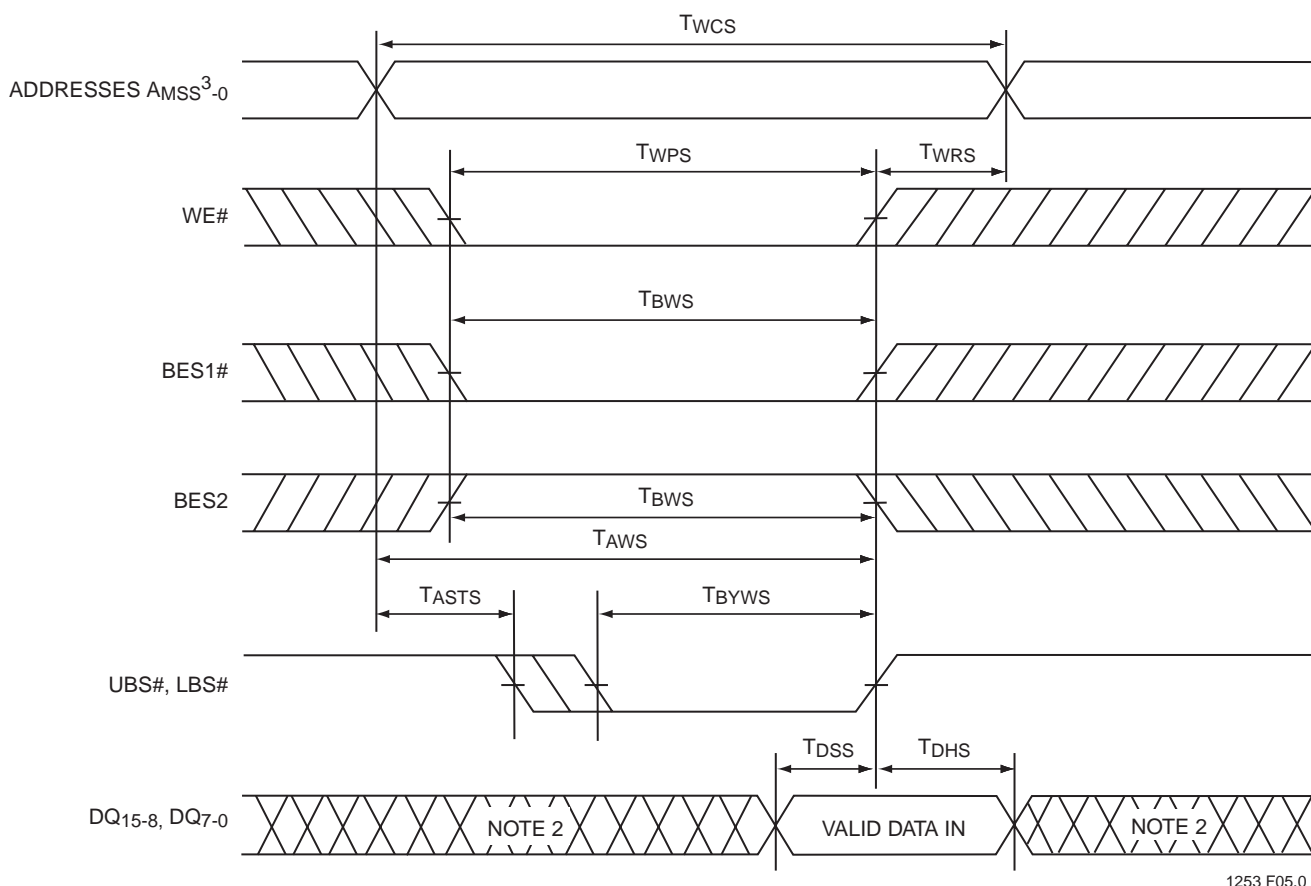 TWCS
ADDRESSES AMSS3-0
TWPS
TWRS
WE#
TBWS
BES1#
BES2
TBWS
TAWS
TASTS
TBYWS
UBS#, LBS#
TDSS
TDHS
DQ15-8, DQ7-0
NOTE 2
VALID DATA IN
NOTE 2
1253 F05.0